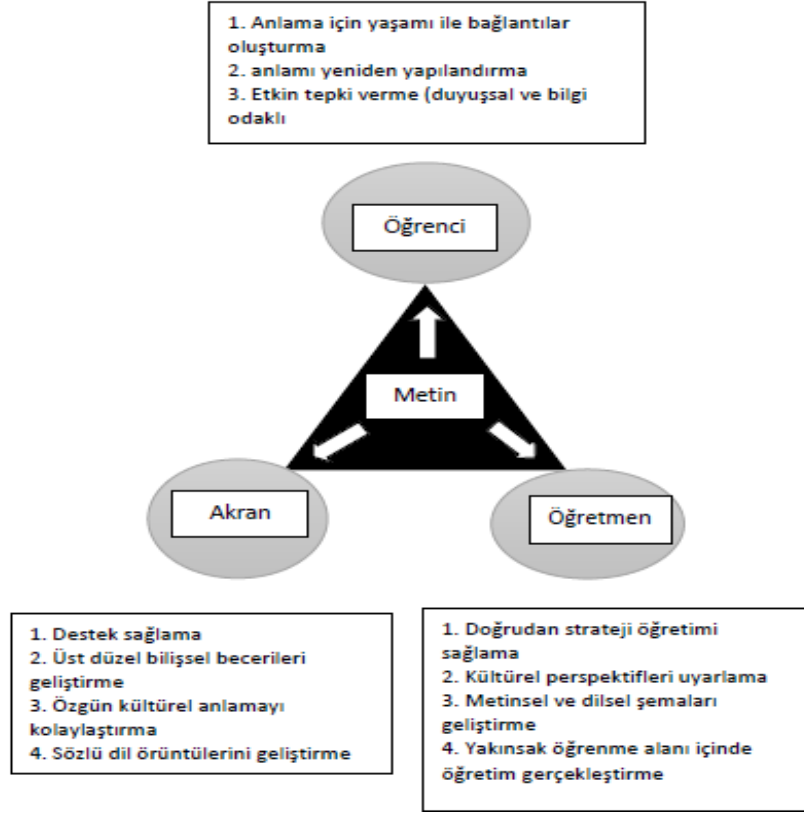 1. Anlama için yaşamı ile bağlantılar
oluşturma
2. anlamı yeniden yapılandırma
3. Etkin tepki verme (duyuşsal ve bilgi
odaklı
Öğrenci
Metin
Akran
Öğretmen
1. Destek sağlama
2. Üst düzel bilişsel becerileri
geliştirme
3. Özgün kültürel anlamayı
kolaylaştırma
4. Sözlü dil örüntülerini geliştirme
1. Doğrudan strateji öğretimi
sağlama
2. Kültürel perspektifleri uyarlama
3. Metinsel ve dilsel şemaları
geliştirme
4. Yakınsak öğrenme alanı içinde
öğretim gerçekleştirme